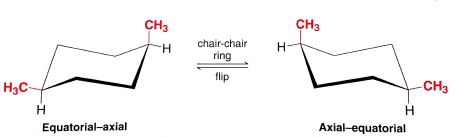 CH₃
H
chair-chair
ring
flip
H₃C
H
Equatorial–axial
CH₃
H
CH₃
H
Axial–equatorial